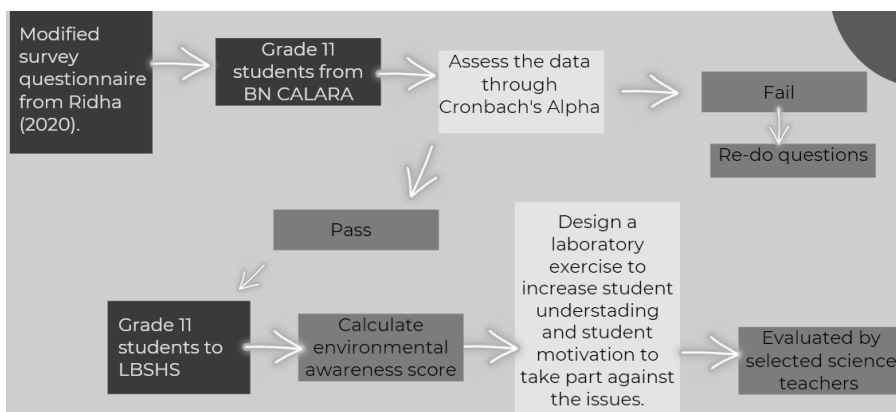 Modified
survey
questionnaire
from Ridha
(2020).
Grade 11
students from
BN CALARA
Assess the data
through
Cronbach's Alpha
Fail
Re-do questions
Pass
Grade 11
students to
LBSHS
Calculate
environmental
awareness score
Design a
laboratory
exercise to
increase student
understading
and student
motivation to
take part against
the issues.
Evaluated by
selected science
teachers